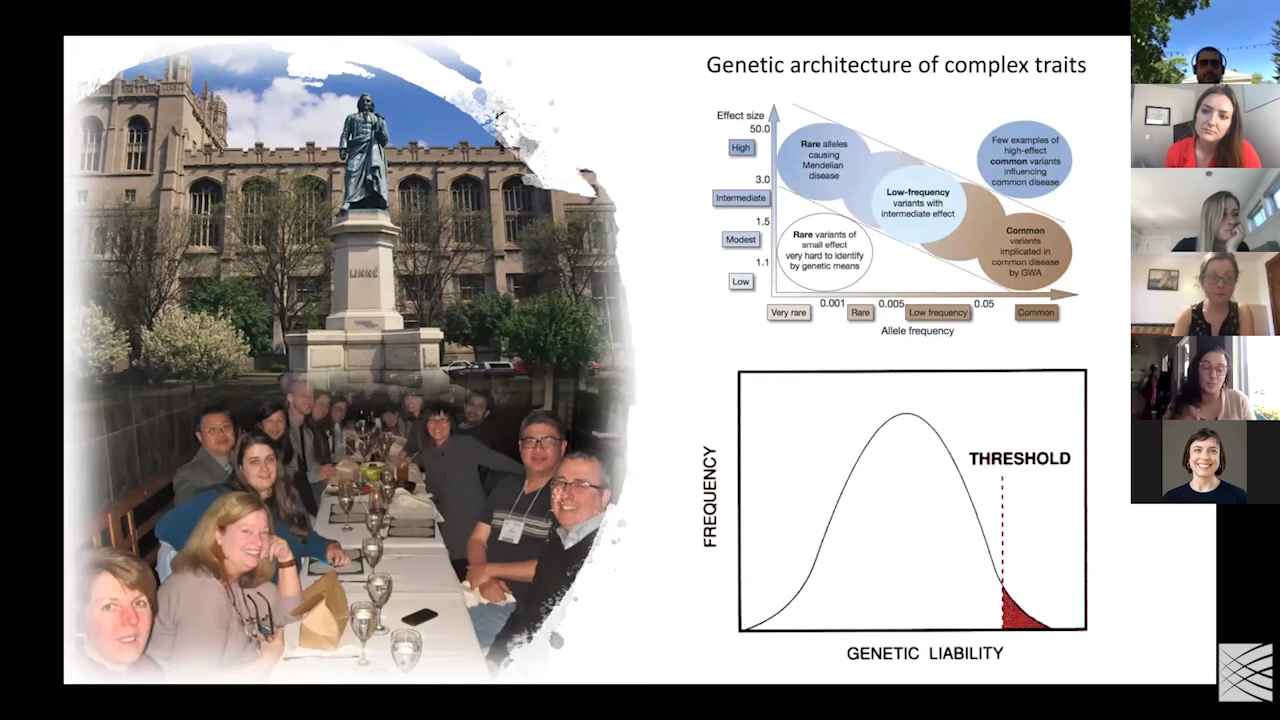 Genetic architecture of complex traits
Effect size
50.0
High
3.0
Intermediate
1.5
Modest
1.1
Low
Rare alleles
causing
Mendelian
disease
Few examples of
high-effect
common variants
influencing
common disease
Low-frequency
variants with
intermediate effect
Rare variants of
small effect
very hard to identify
by genetic means
Common
variants
implicated in
common disease
by GWA
0.001
0.005
0.05
Very rare
Rare
Low frequency
Common
Allele frequency
LINNÉ
THRESHOLD
FREQUENCY
GENETIC LIABILITY